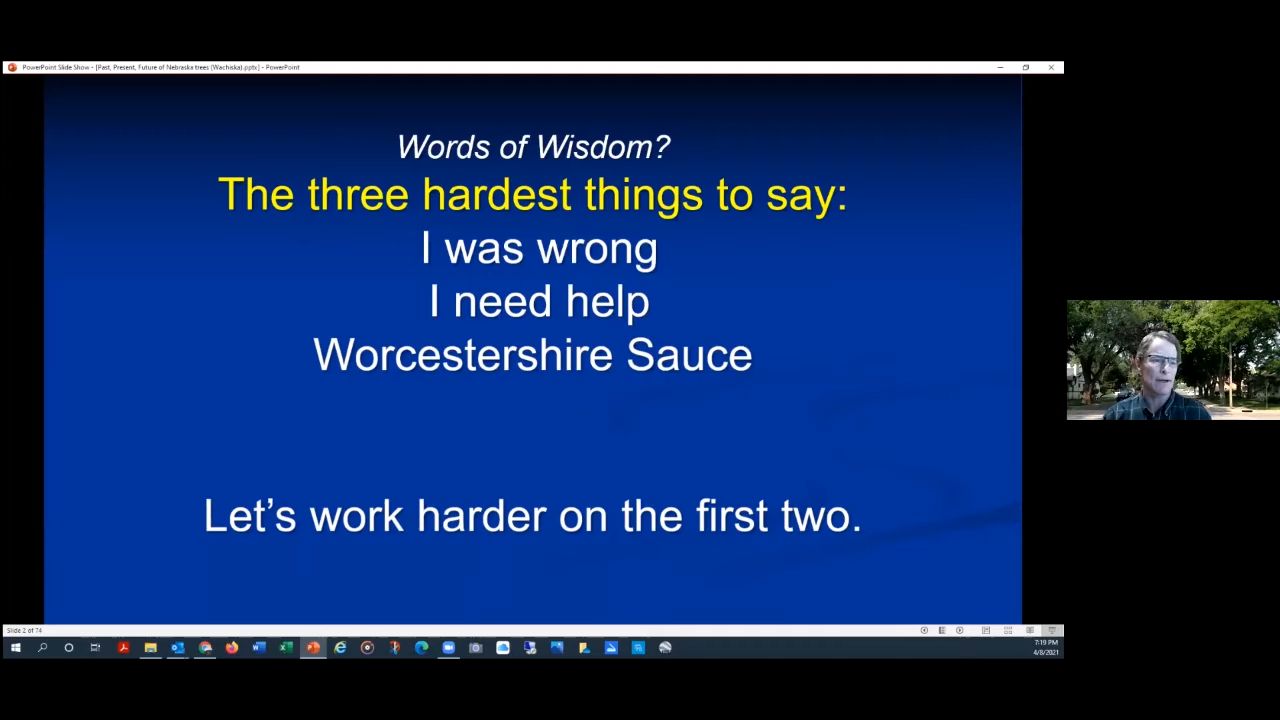 PowerPoint Slide Show - [Past, Present, Future of Nebraska trees (Wachiska).pptx] - PowerPoint
Words of Wisdom?
The three hardest things to say:
I was wrong
I need help
Worcestershire Sauce
Let’s work harder on the first two.
Slide 2 of 74
7:19 PM
4/8/2021